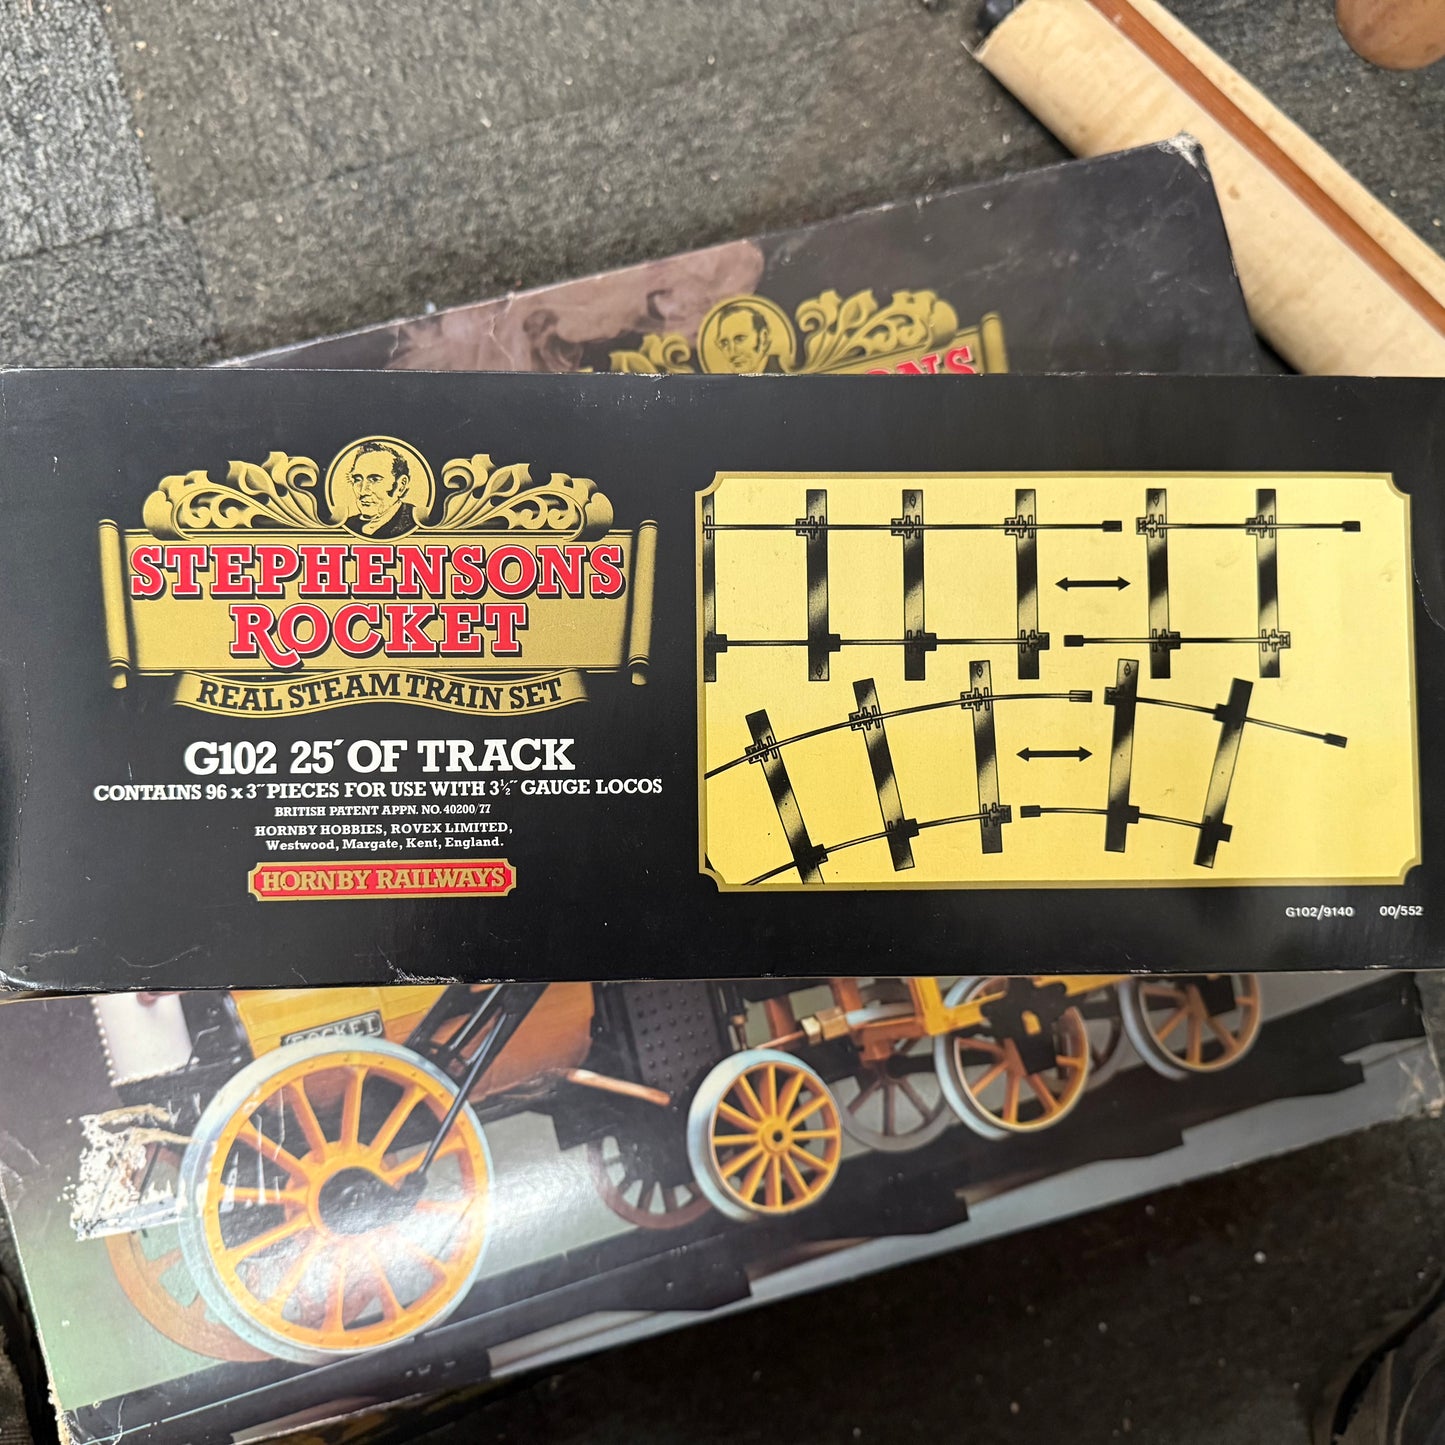 ONS
STEPHENSONS
ROCKET
REAL STEAM TRAIN SET
G102 25´ OF TRACK
CONTAINS 96 x 3˝ PIECES FOR USE WITH 3½˝ GAUGE LOCOS
BRITISH PATENT APPN. NO. 40200/77
HORNBY HOBBIES, ROVEX LIMITED,
Westwood, Margate, Kent, England.
HORNBY RAILWAYS
G102/9140 00/552
ROCKET